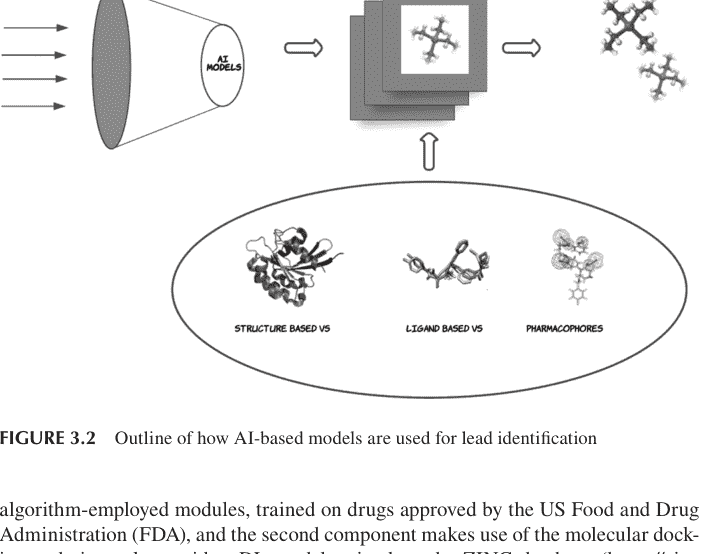 AI
MODELS
STRUCTURE BASED VS
LIGAND BASED VS
PHARMACOPHORES
FIGURE 3.2 Outline of how AI-based models are used for lead identification
algorithm-employed modules, trained on drugs approved by the US Food and Drug
Administration (FDA), and the second component makes use of the molecular dock-